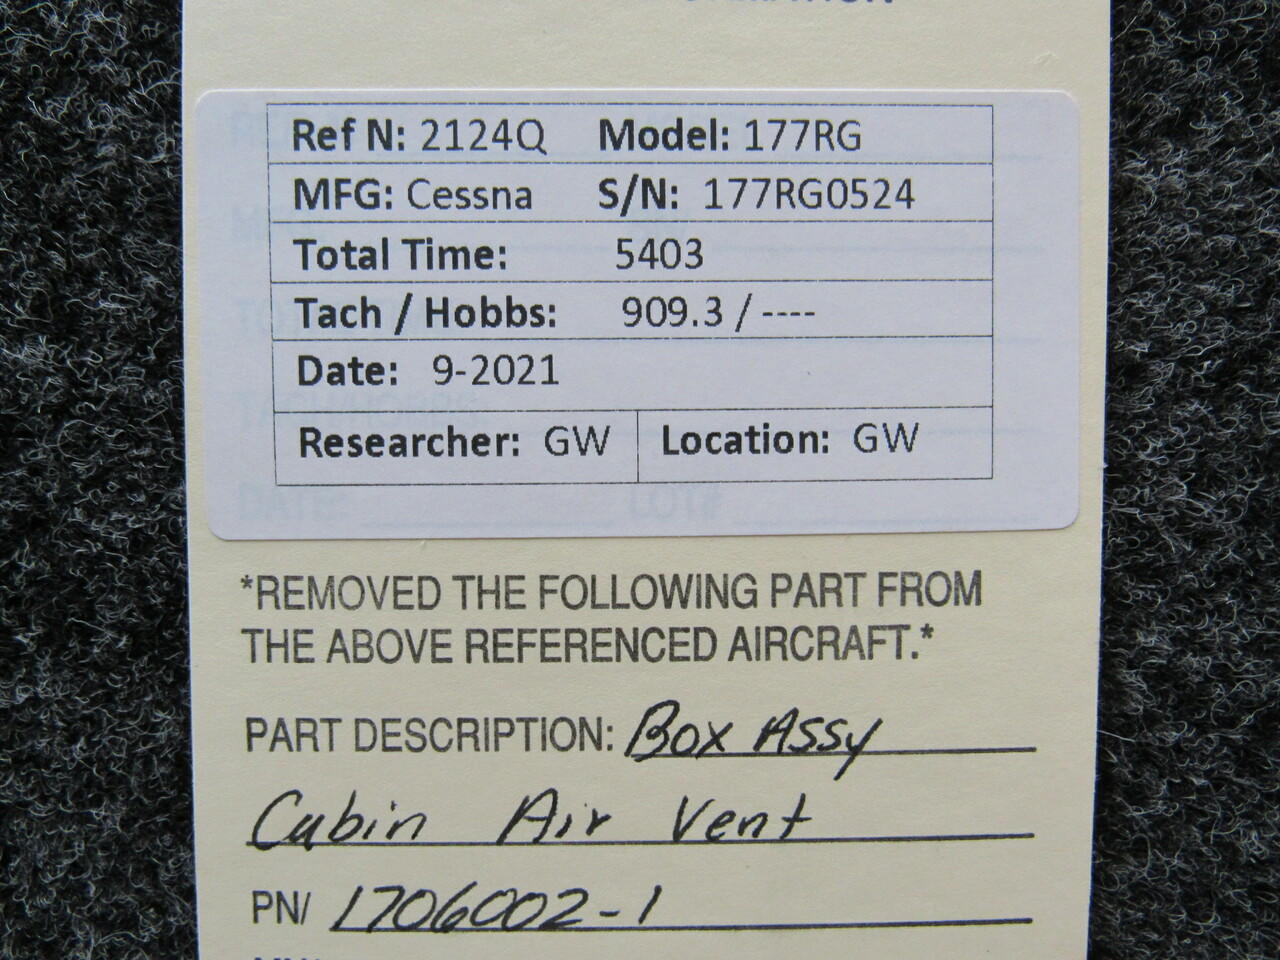 Ref N: 2124Q Model: 177RG
MFG: Cessna S/N: 177RG0524
Total Time: 5403
Tach / Hobbs: 909.3 / ----
Date: 9-2021
Researcher: GW Location: GW
DATE: LOT#
*REMOVED THE FOLLOWING PART FROM
THE ABOVE REFERENCED AIRCRAFT.*
PART DESCRIPTION: Box Assy
Cabin Air Vent
PN/ 1706002-1